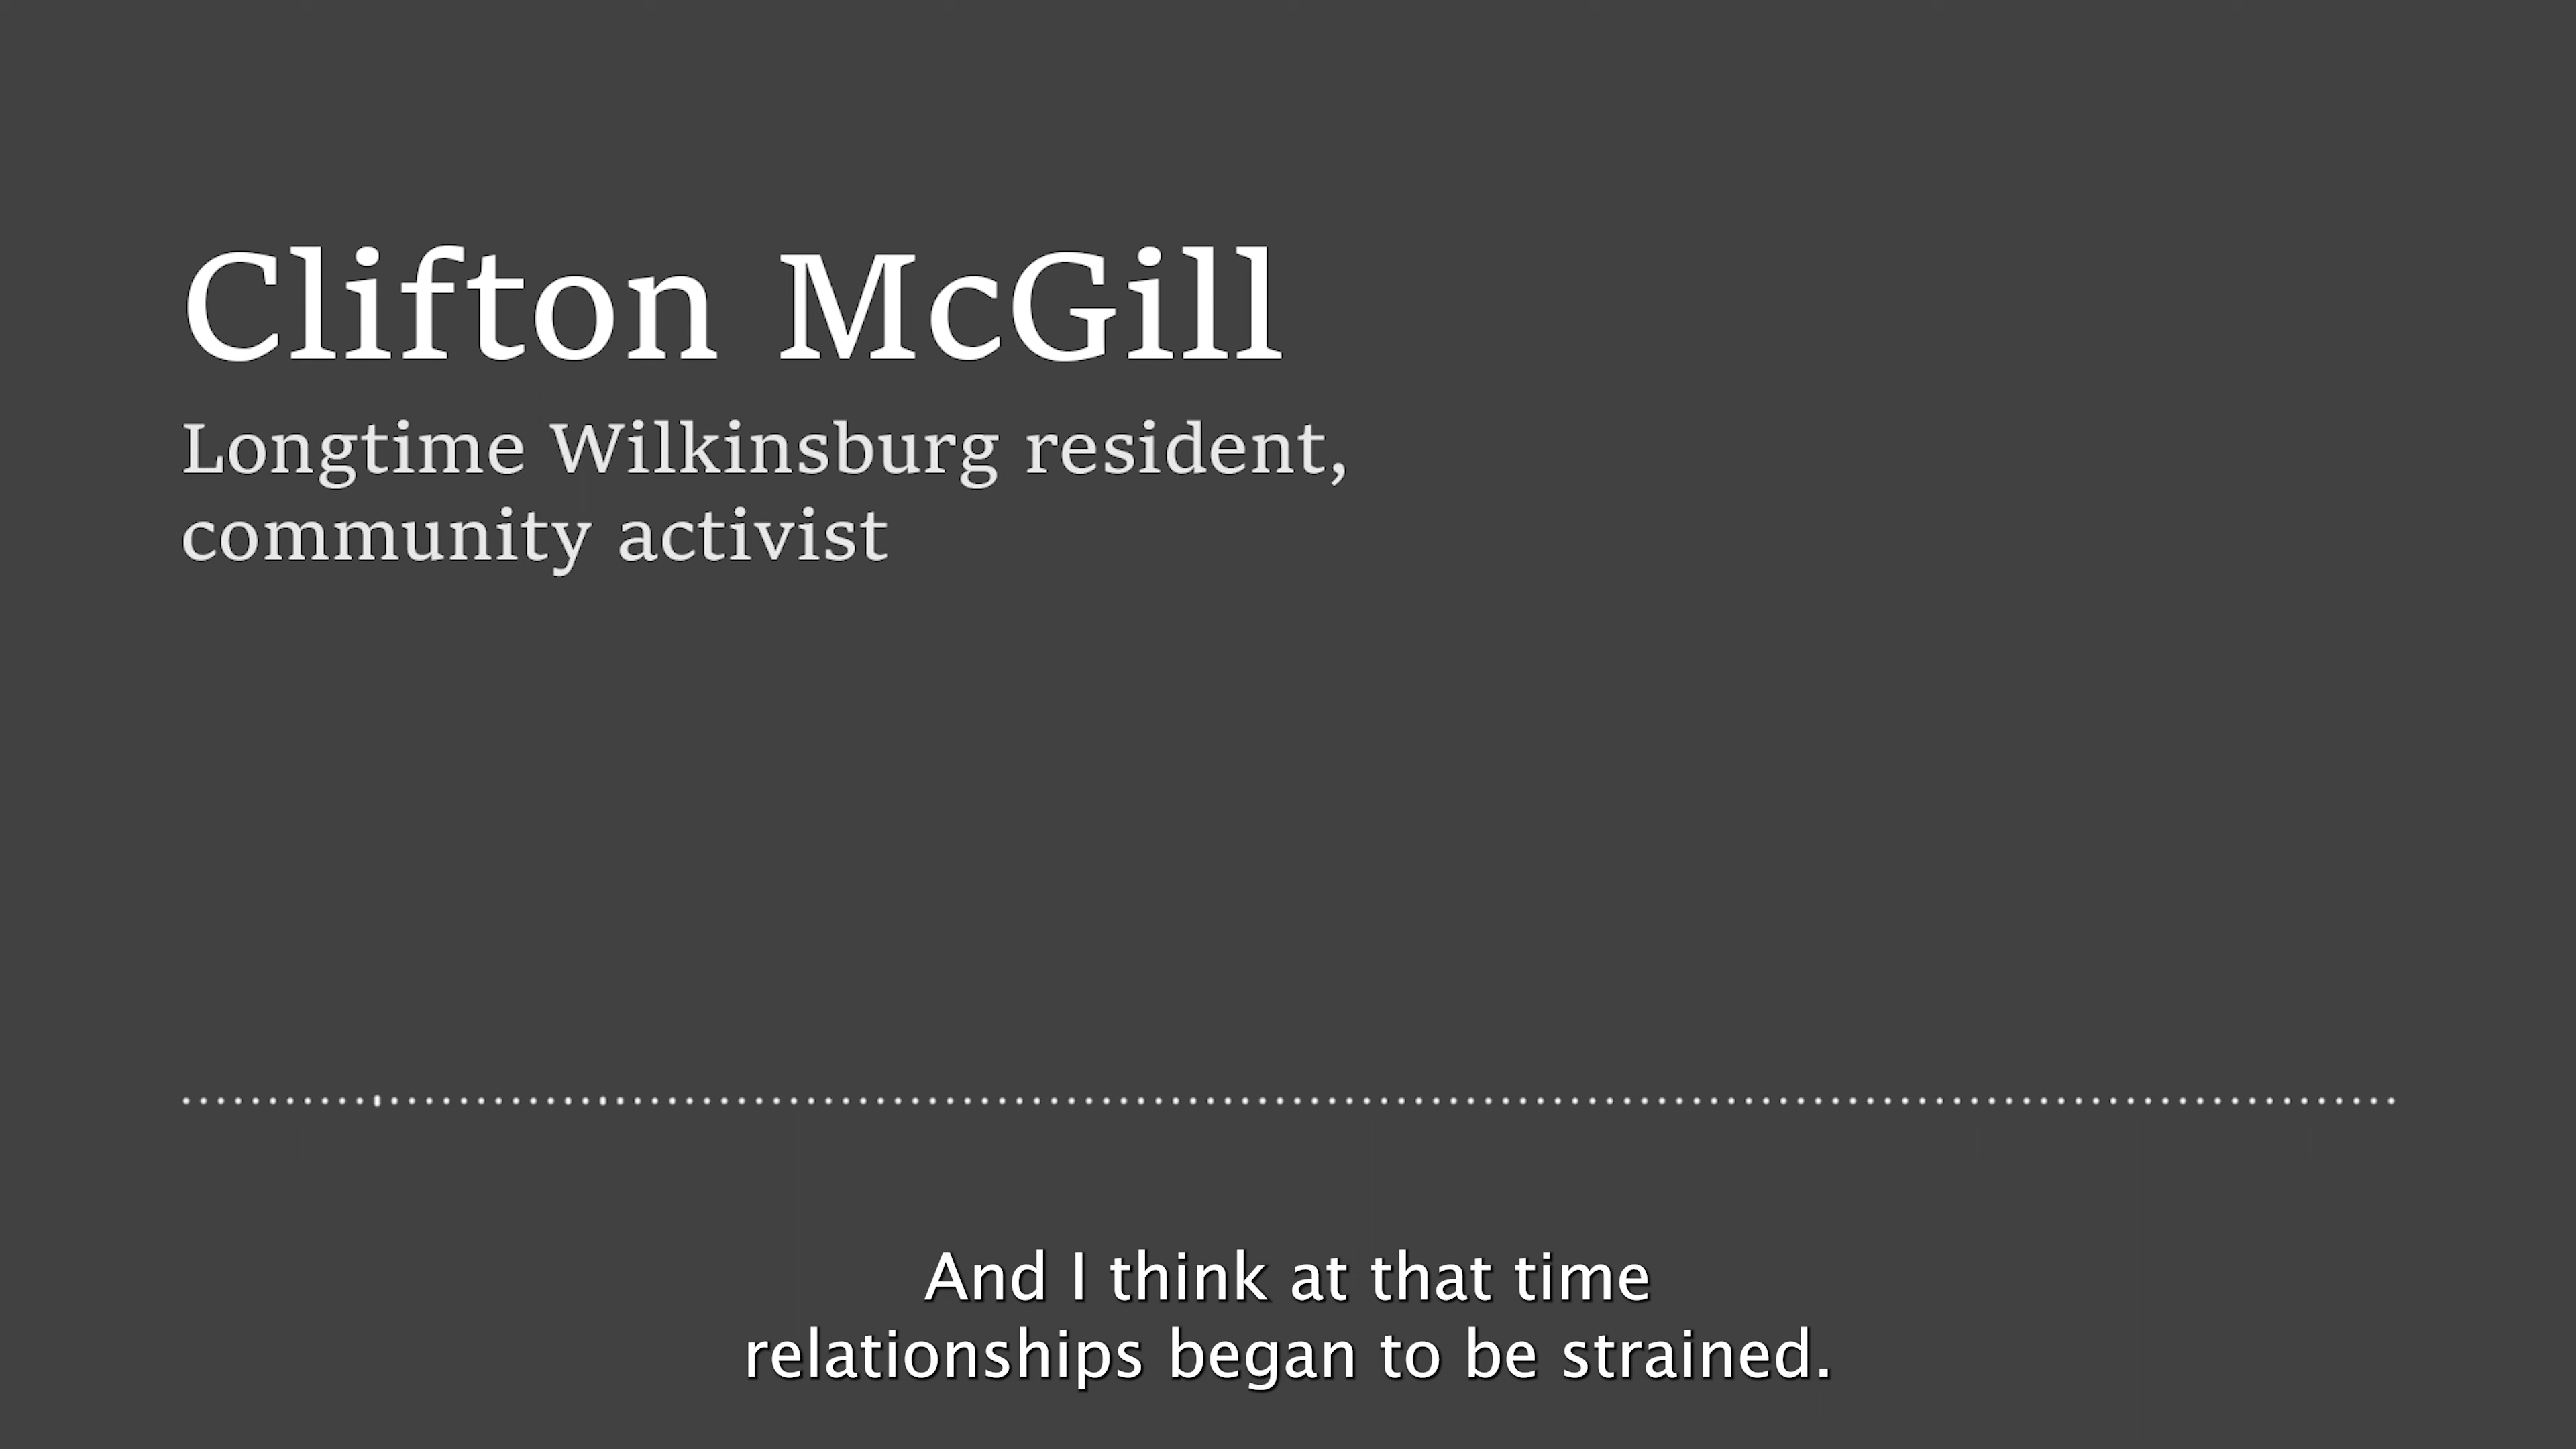 Clifton McGill
Longtime Wilkinsburg resident,
community activist
And I think at that time
relationships began to be strained.